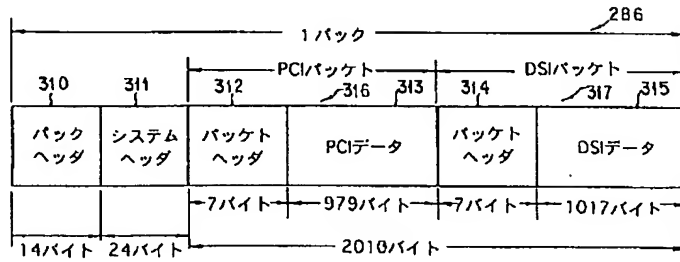 286
1パック
PCIパケット DSIパケット
310 311 312 316 313 314 317 315
パック
ヘッダ
システム
ヘッダ
パケット
ヘッダ
PCIデータ
パケット
ヘッダ
DSIデータ
7バイト 979バイト 7バイト 1017バイト
14バイト 24バイト 2010バイト